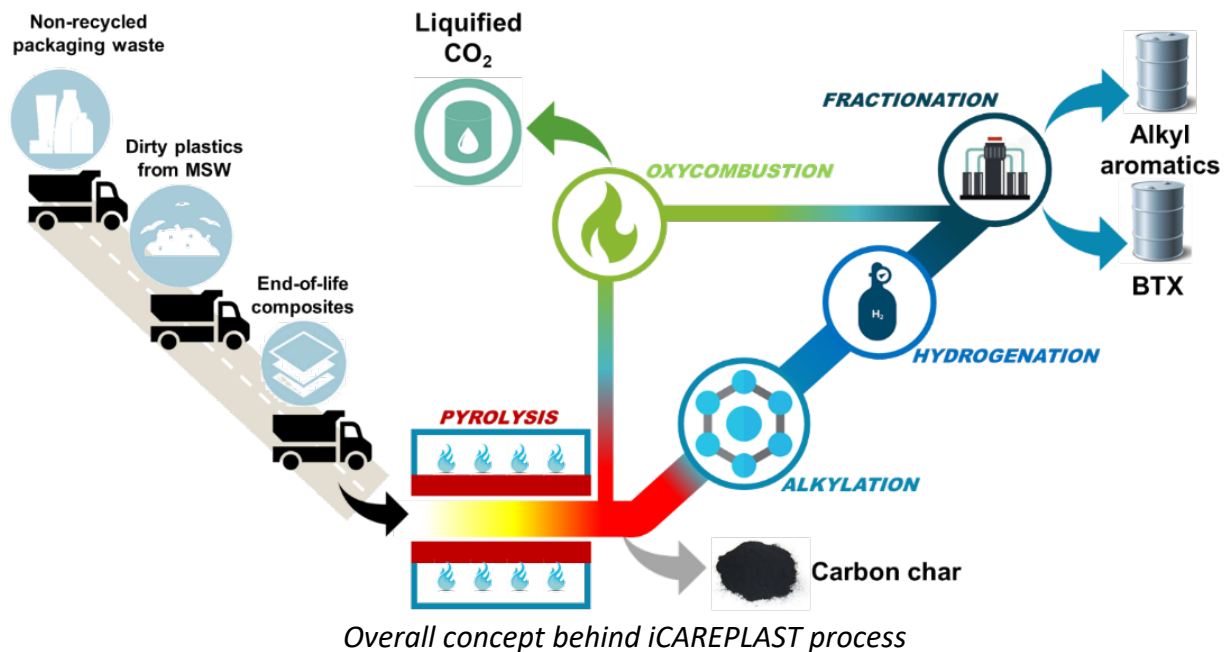 Non-recycled
packaging waste
Dirty plastics
from MSW
End-of-life
composites
PYROLYSIS
Liquified
CO₂
OXYCOMBUSTION
FRACTIONATION
Alkyl
aromatics
BTX
H₂
HYDROGENATION
ALKYLATION
Carbon char
Overall concept behind iCAREPLAST process